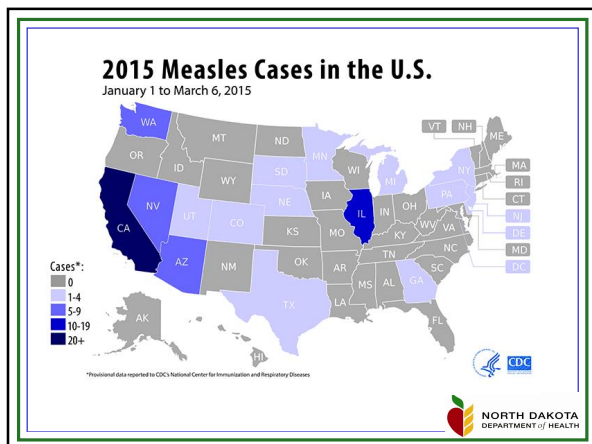 2015 Measles Cases in the U.S.
January 1 to March 6, 2015
WA
MT
ND
MN
VT
NH
ME
OR
ID
SD
WI
MI
NY
MA
WY
RI
NV
NE
IA
PA
CT
CA
UT
CO
IL
IN
OH
NJ
KS
MO
WV
VA
DE
KY
MD
AZ
NM
OK
AR
TN
NC
DC
SC
TX
LA
MS
AL
GA
FL
AK
HI
Cases*:
0
1-4
5-9
10-19
20+
*Provisional data reported to CDC's National Center for Immunization and Respiratory Diseases
CDC
NORTH DAKOTA
DEPARTMENT of HEALTH